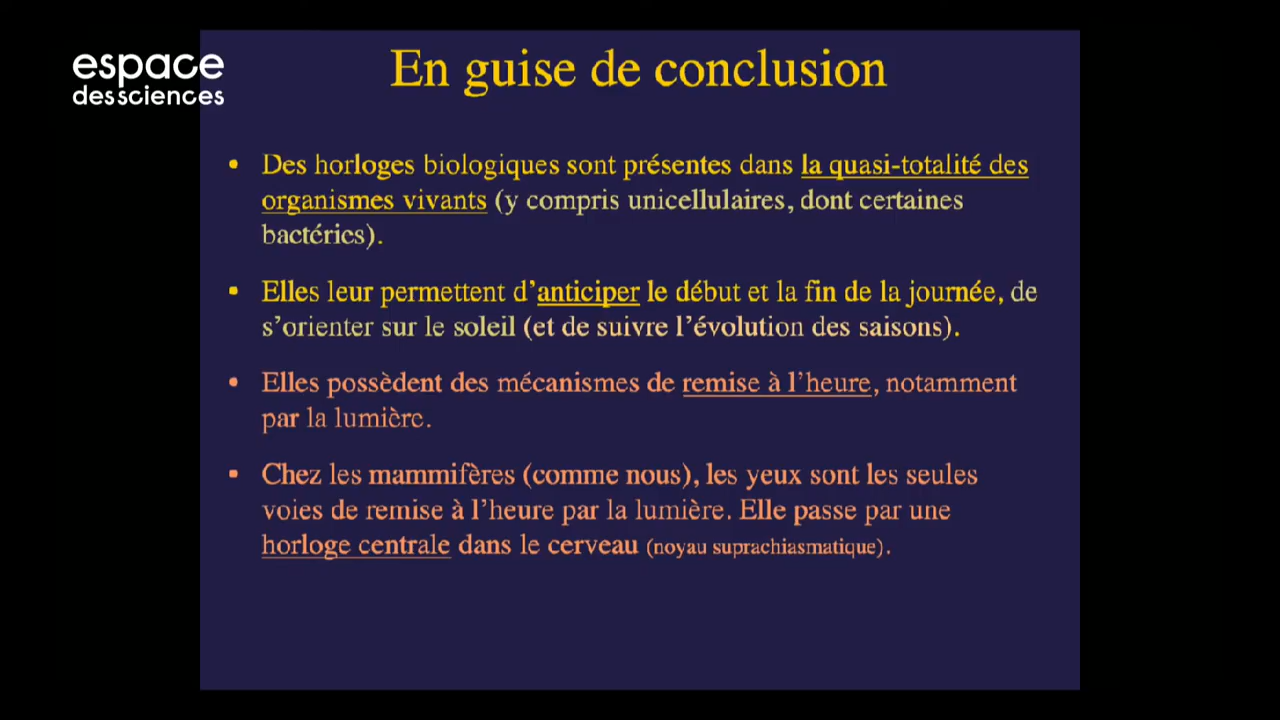 espace
des sciences
En guise de conclusion
• Des horloges biologiques sont présentes dans la quasi-totalité des
organismes vivants (y compris unicellulaires, dont certaines
bactéries).
• Elles leur permettent d’anticiper le début et la fin de la journée, de
s’orienter sur le soleil (et de suivre l’évolution des saisons).
• Elles possèdent des mécanismes de remise à l’heure, notamment
par la lumière.
• Chez les mammifères (comme nous), les yeux sont les seules
voies de remise à l’heure par la lumière. Elle passe par une
horloge centrale dans le cerveau (noyau suprachiasmatique).